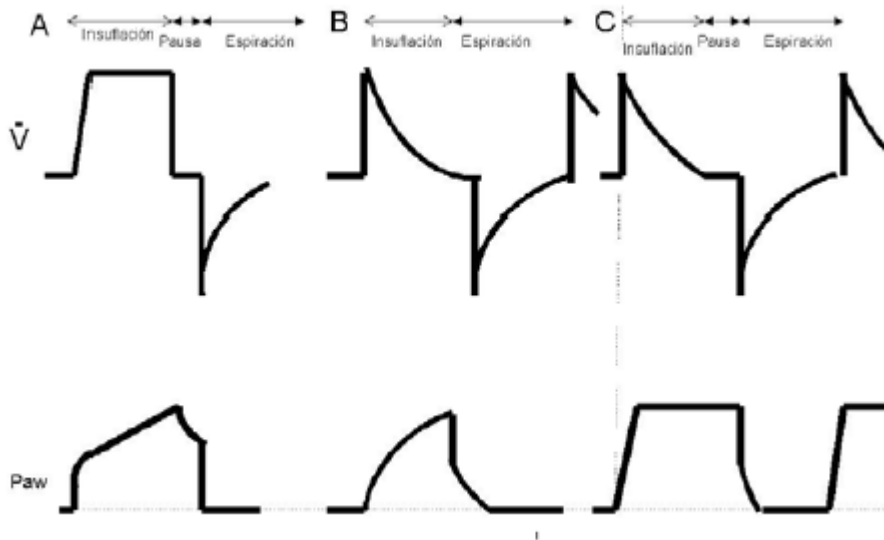 A
Insuflación
Pausa
Espiración
B
Insuflación
Espiración
C
Insuflación
Pausa
Espiración
V̇
Paw